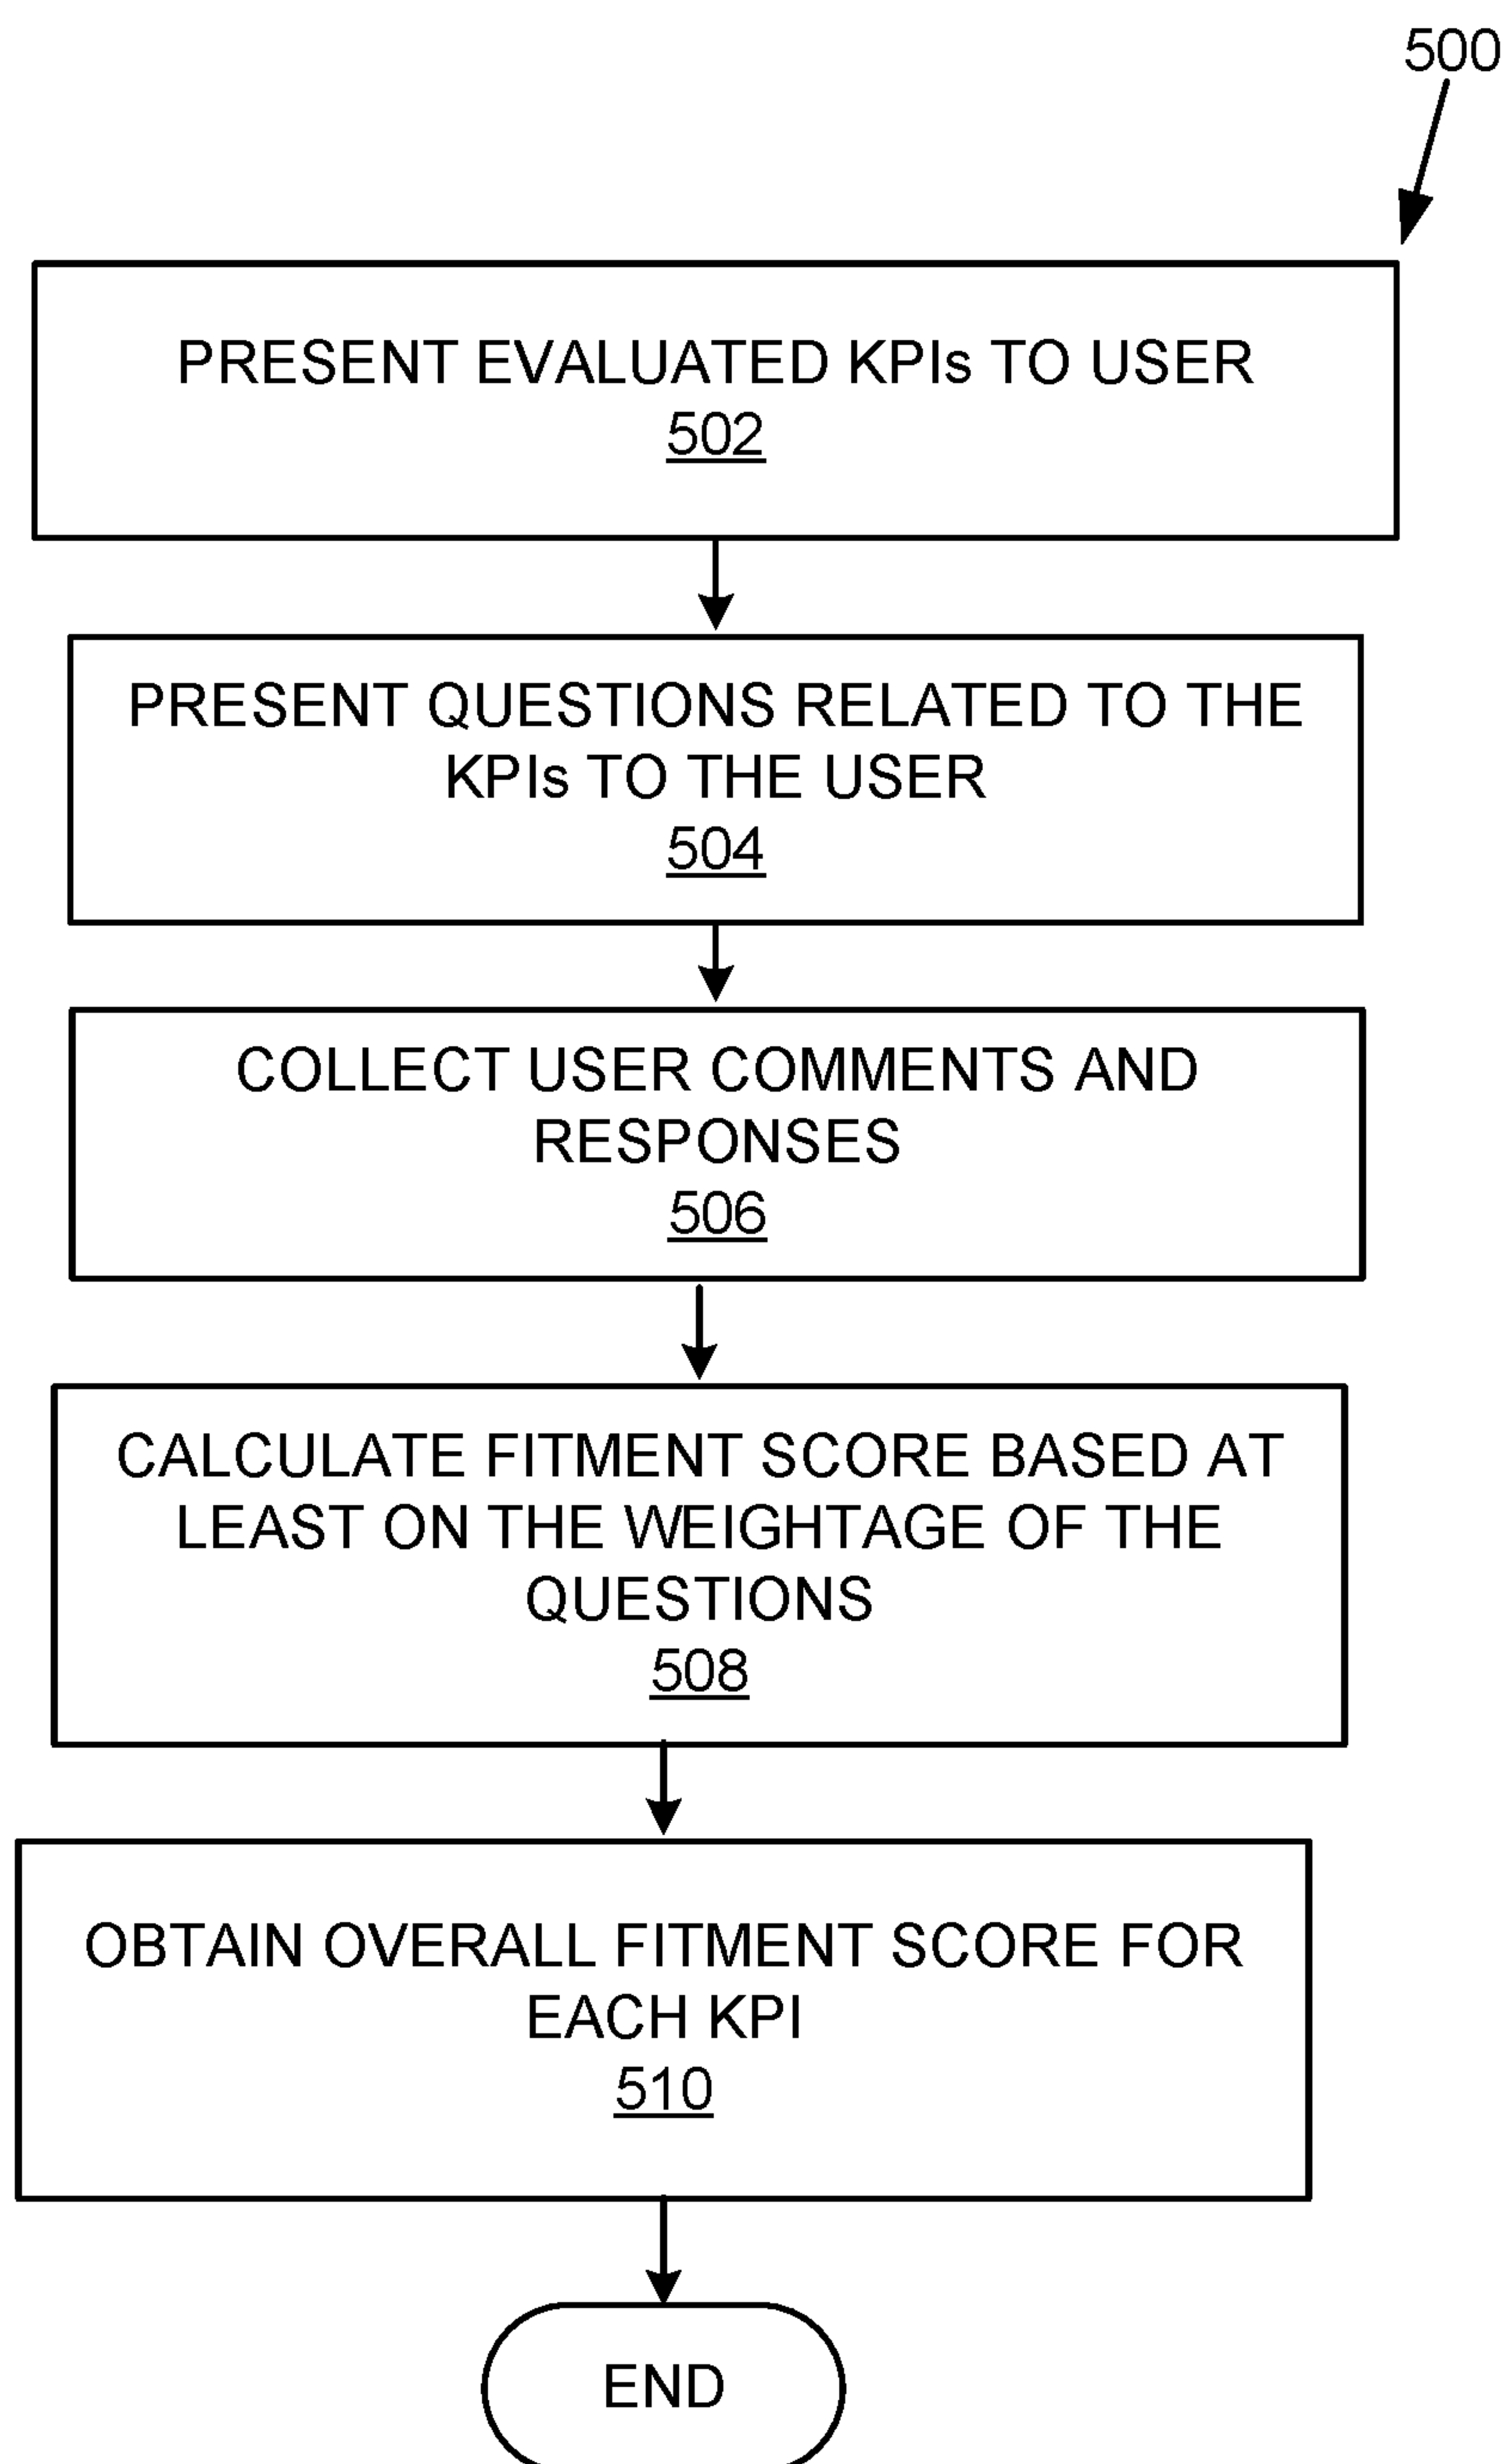 500
PRESENT EVALUATED KPIs TO USER
502
PRESENT QUESTIONS RELATED TO THE
KPIs TO THE USER
504
COLLECT USER COMMENTS AND
RESPONSES
506
CALCULATE FITMENT SCORE BASED AT
LEAST ON THE WEIGHTAGE OF THE
QUESTIONS
508
OBTAIN OVERALL FITMENT SCORE FOR
EACH KPI
510
END